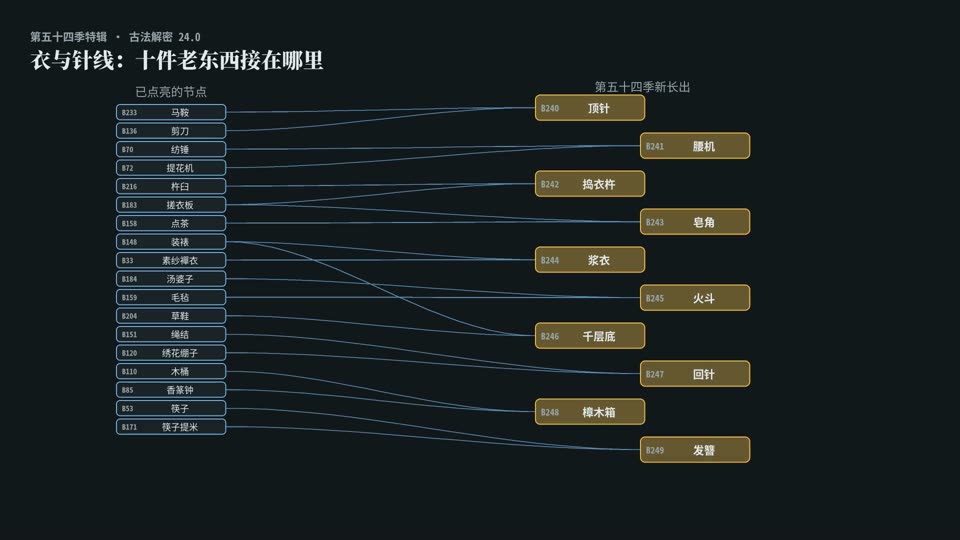 第五十四季特辑 · 古法解密 24.0
衣与针线：十件老东西接在哪里
已点亮的节点
B233 马鞍
B136 剪刀
B70 纺锤
B72 提花机
B216 杵臼
B183 搓衣板
B158 点茶
B148 装裱
B33 素纱襌衣
B184 汤婆子
B159 毛毡
B204 草鞋
B151 绳结
B120 绣花绷子
B110 木桶
B85 香篆钟
B53 筷子
B171 筷子提米
第五十四季新长出
B240 顶针
B241 腰机
B242 捣衣杵
B243 皂角
B244 浆衣
B245 火斗
B246 千层底
B247 回针
B248 樟木箱
B249 发簪